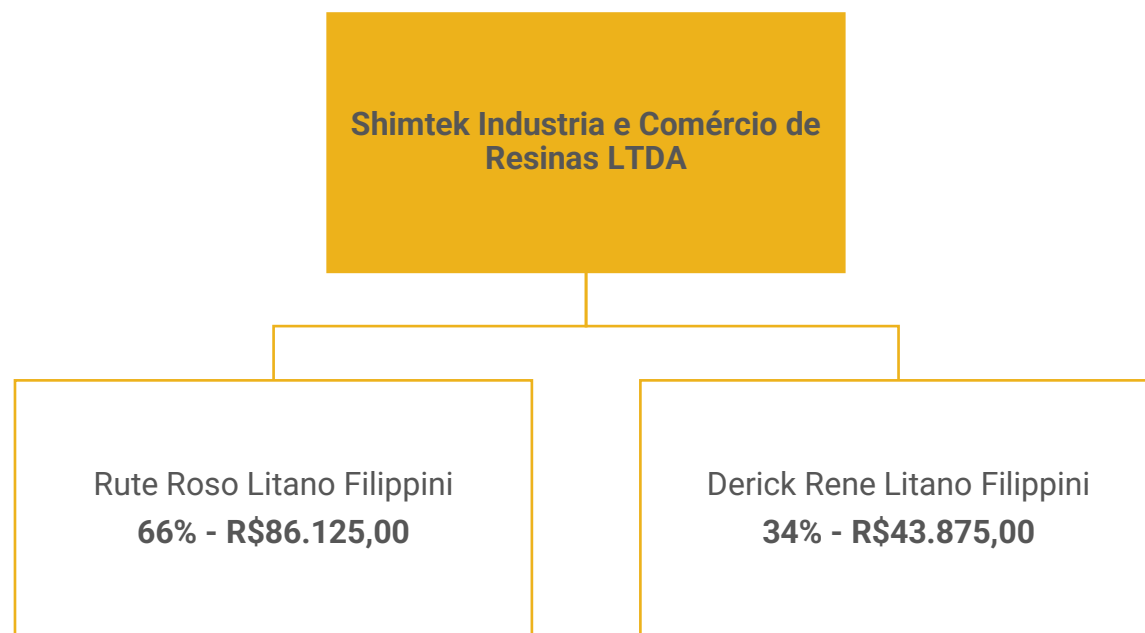 Shimtek Industria e Comércio de
Resinas LTDA
Rute Roso Litano Filippini
66% - R$86.125,00
Derick Rene Litano Filippini
34% - R$43.875,00